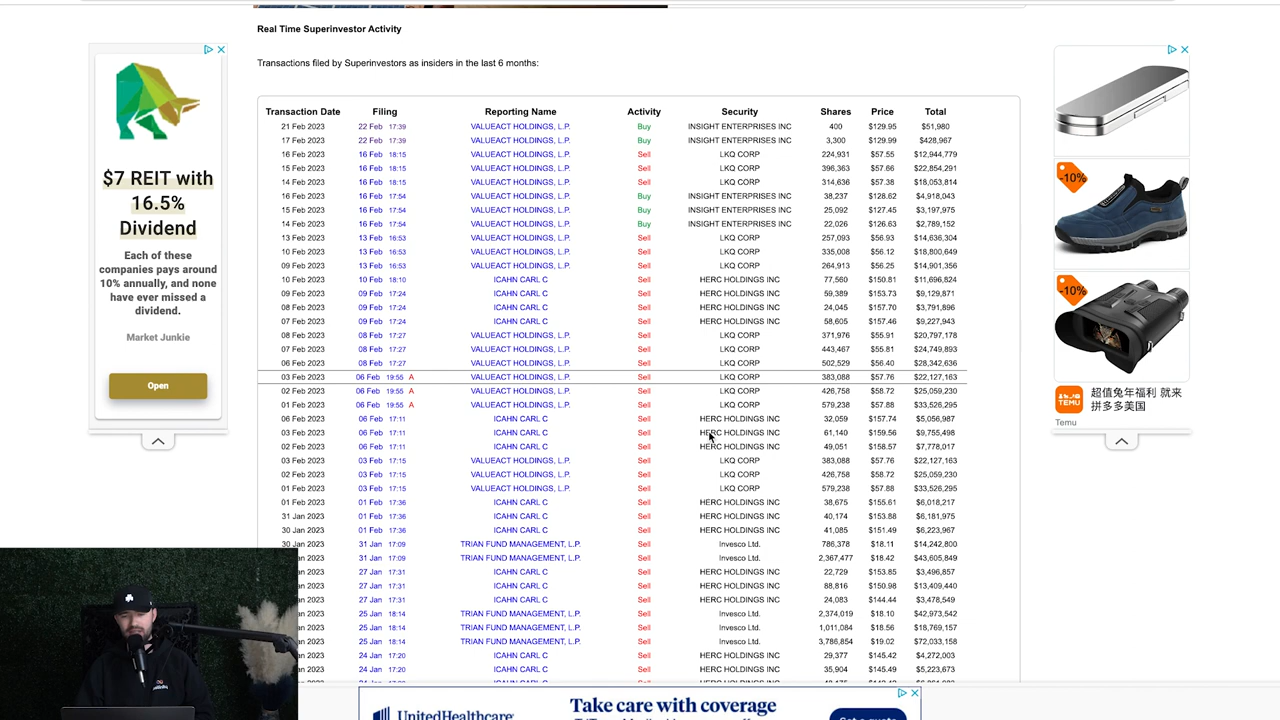 Real Time Superinvestor Activity
Transactions filed by Superinvestors as insiders in the last 6 months:
Transaction Date Filing Reporting Name Activity Security Shares Price Total
21 Feb 2023 22 Feb 17:39 VALUEACT HOLDINGS, L.P. Buy INSIGHT ENTERPRISES INC 400 $129.95 $51,980
17 Feb 2023 22 Feb 17:39 VALUEACT HOLDINGS, L.P. Buy INSIGHT ENTERPRISES INC 3,300 $129.99 $428,967
16 Feb 2023 16 Feb 18:15 VALUEACT HOLDINGS, L.P. Sell LKQ CORP 224,931 $57.55 $12,944,779
15 Feb 2023 16 Feb 18:15 VALUEACT HOLDINGS, L.P. Sell LKQ CORP 396,363 $57.66 $22,854,291
14 Feb 2023 16 Feb 18:15 VALUEACT HOLDINGS, L.P. Sell LKQ CORP 314,636 $57.38 $18,053,814
16 Feb 2023 16 Feb 17:54 VALUEACT HOLDINGS, L.P. Buy INSIGHT ENTERPRISES INC 38,237 $128.62 $4,918,043
15 Feb 2023 16 Feb 17:54 VALUEACT HOLDINGS, L.P. Buy INSIGHT ENTERPRISES INC 25,092 $127.45 $3,197,975
14 Feb 2023 16 Feb 17:54 VALUEACT HOLDINGS, L.P. Buy INSIGHT ENTERPRISES INC 22,026 $126.63 $2,789,152
13 Feb 2023 13 Feb 16:53 VALUEACT HOLDINGS, L.P. Sell LKQ CORP 257,093 $56.93 $14,636,304
10 Feb 2023 13 Feb 16:53 VALUEACT HOLDINGS, L.P. Sell LKQ CORP 335,008 $56.12 $18,800,649
09 Feb 2023 13 Feb 16:53 VALUEACT HOLDINGS, L.P. Sell LKQ CORP 264,913 $56.25 $14,901,356
10 Feb 2023 10 Feb 18:10 ICAHN CARL C Sell HERC HOLDINGS INC 77,560 $150.81 $11,696,824
09 Feb 2023 09 Feb 17:24 ICAHN CARL C Sell HERC HOLDINGS INC 59,389 $153.73 $9,129,871
08 Feb 2023 09 Feb 17:24 ICAHN CARL C Sell HERC HOLDINGS INC 24,045 $157.70 $3,791,896
07 Feb 2023 09 Feb 17:24 ICAHN CARL C Sell HERC HOLDINGS INC 58,605 $157.46 $9,227,943
08 Feb 2023 08 Feb 17:27 VALUEACT HOLDINGS, L.P. Sell LKQ CORP 371,976 $55.91 $20,797,178
07 Feb 2023 08 Feb 17:27 VALUEACT HOLDINGS, L.P. Sell LKQ CORP 443,467 $55.81 $24,749,893
06 Feb 2023 08 Feb 17:27 VALUEACT HOLDINGS, L.P. Sell LKQ CORP 502,529 $56.40 $28,342,636
03 Feb 2023 06 Feb 19:55 A VALUEACT HOLDINGS, L.P. Sell LKQ CORP 383,088 $57.76 $22,127,163
02 Feb 2023 06 Feb 19:55 A VALUEACT HOLDINGS, L.P. Sell LKQ CORP 426,758 $58.72 $25,059,230
01 Feb 2023 06 Feb 19:55 A VALUEACT HOLDINGS, L.P. Sell LKQ CORP 579,238 $57.88 $33,526,295
06 Feb 2023 06 Feb 17:11 ICAHN CARL C Sell HERC HOLDINGS INC 32,059 $157.74 $5,056,987
03 Feb 2023 06 Feb 17:11 ICAHN CARL C Sell HERC HOLDINGS INC 61,140 $159.56 $9,755,498
02 Feb 2023 06 Feb 17:11 ICAHN CARL C Sell HERC HOLDINGS INC 49,051 $158.57 $7,778,017
03 Feb 2023 03 Feb 17:15 VALUEACT HOLDINGS, L.P. Sell LKQ CORP 383,088 $57.76 $22,127,163
02 Feb 2023 03 Feb 17:15 VALUEACT HOLDINGS, L.P. Sell LKQ CORP 426,758 $58.72 $25,059,230
01 Feb 2023 03 Feb 17:15 VALUEACT HOLDINGS, L.P. Sell LKQ CORP 579,238 $57.88 $33,526,295
01 Feb 2023 01 Feb 17:36 ICAHN CARL C Sell HERC HOLDINGS INC 38,675 $155.61 $6,018,217
31 Jan 2023 01 Feb 17:36 ICAHN CARL C Sell HERC HOLDINGS INC 40,174 $153.88 $6,181,975
30 Jan 2023 01 Feb 17:36 ICAHN CARL C Sell HERC HOLDINGS INC 41,085 $151.49 $6,223,967
30 Jan 2023 31 Jan 17:09 TRIAN FUND MANAGEMENT, L.P. Sell Invesco Ltd. 786,378 $18.11 $14,242,800
an 2023 31 Jan 17:09 TRIAN FUND MANAGEMENT, L.P. Sell Invesco Ltd. 2,367,477 $18.42 $43,605,849
an 2023 27 Jan 17:31 ICAHN CARL C Sell HERC HOLDINGS INC 22,729 $153.85 $3,496,857
an 2023 27 Jan 17:31 ICAHN CARL C Sell HERC HOLDINGS INC 88,816 $150.98 $13,409,440
an 2023 27 Jan 17:31 ICAHN CARL C Sell HERC HOLDINGS INC 24,083 $144.44 $3,478,549
an 2023 25 Jan 18:14 TRIAN FUND MANAGEMENT, L.P. Sell Invesco Ltd. 2,374,019 $18.10 $42,973,542
an 2023 25 Jan 18:14 TRIAN FUND MANAGEMENT, L.P. Sell Invesco Ltd. 1,011,084 $18.56 $18,769,157
an 2023 25 Jan 18:14 TRIAN FUND MANAGEMENT, L.P. Sell Invesco Ltd. 3,786,854 $19.02 $72,033,158
an 2023 24 Jan 17:20 ICAHN CARL C Sell HERC HOLDINGS INC 29,377 $145.42 $4,272,003
an 2023 24 Jan 17:20 ICAHN CARL C Sell HERC HOLDINGS INC 35,904 $145.49 $5,223,673
$7 REIT with
16.5%
Dividend
Each of these
companies pays around
10% annually, and none
have ever missed a
dividend.
Market Junkie
Open
-10%
-10%
TEMU
超值兔年福利 就来
拼多多美国
Temu
UnitedHealthcare
Take care with coverage